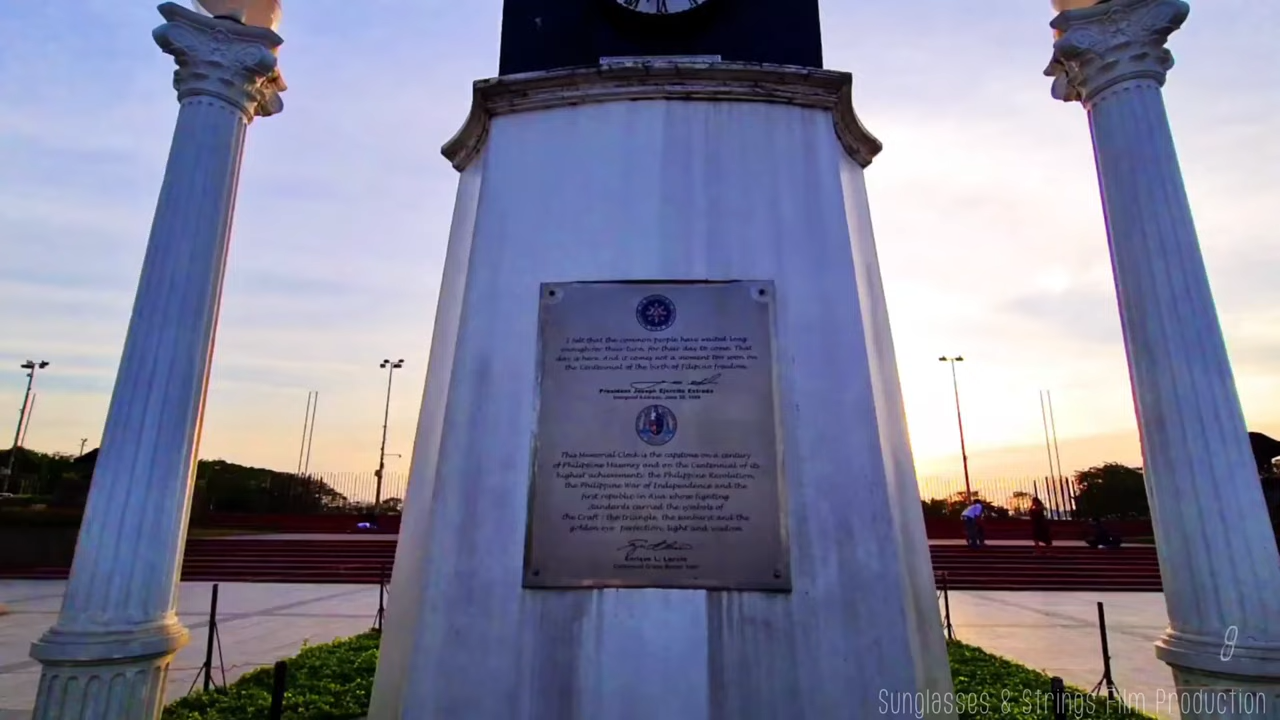 I felt that the common people have waited long
enough for their turn, for their day to come. That
day is here. And it comes not a moment too soon on
the Centennial of the birth of Filipino freedom.
President Joseph Ejercito Estrada
Inaugural Address, June 30, 1998
This Memorial Clock is the capstone on a century
of Philippine Masonry and on the Centennial of its
highest achievements: the Philippine Revolution,
the Philippine War of Independence and the
first republic in Asia whose fighting
standards carried the symbols of
the Craft - the triangle, the sunburst and the
golden eye - perfection, light and wisdom.
Enrique L. Locsin
Centennial Grand Master
8
Sunglasses & Strings Film Production